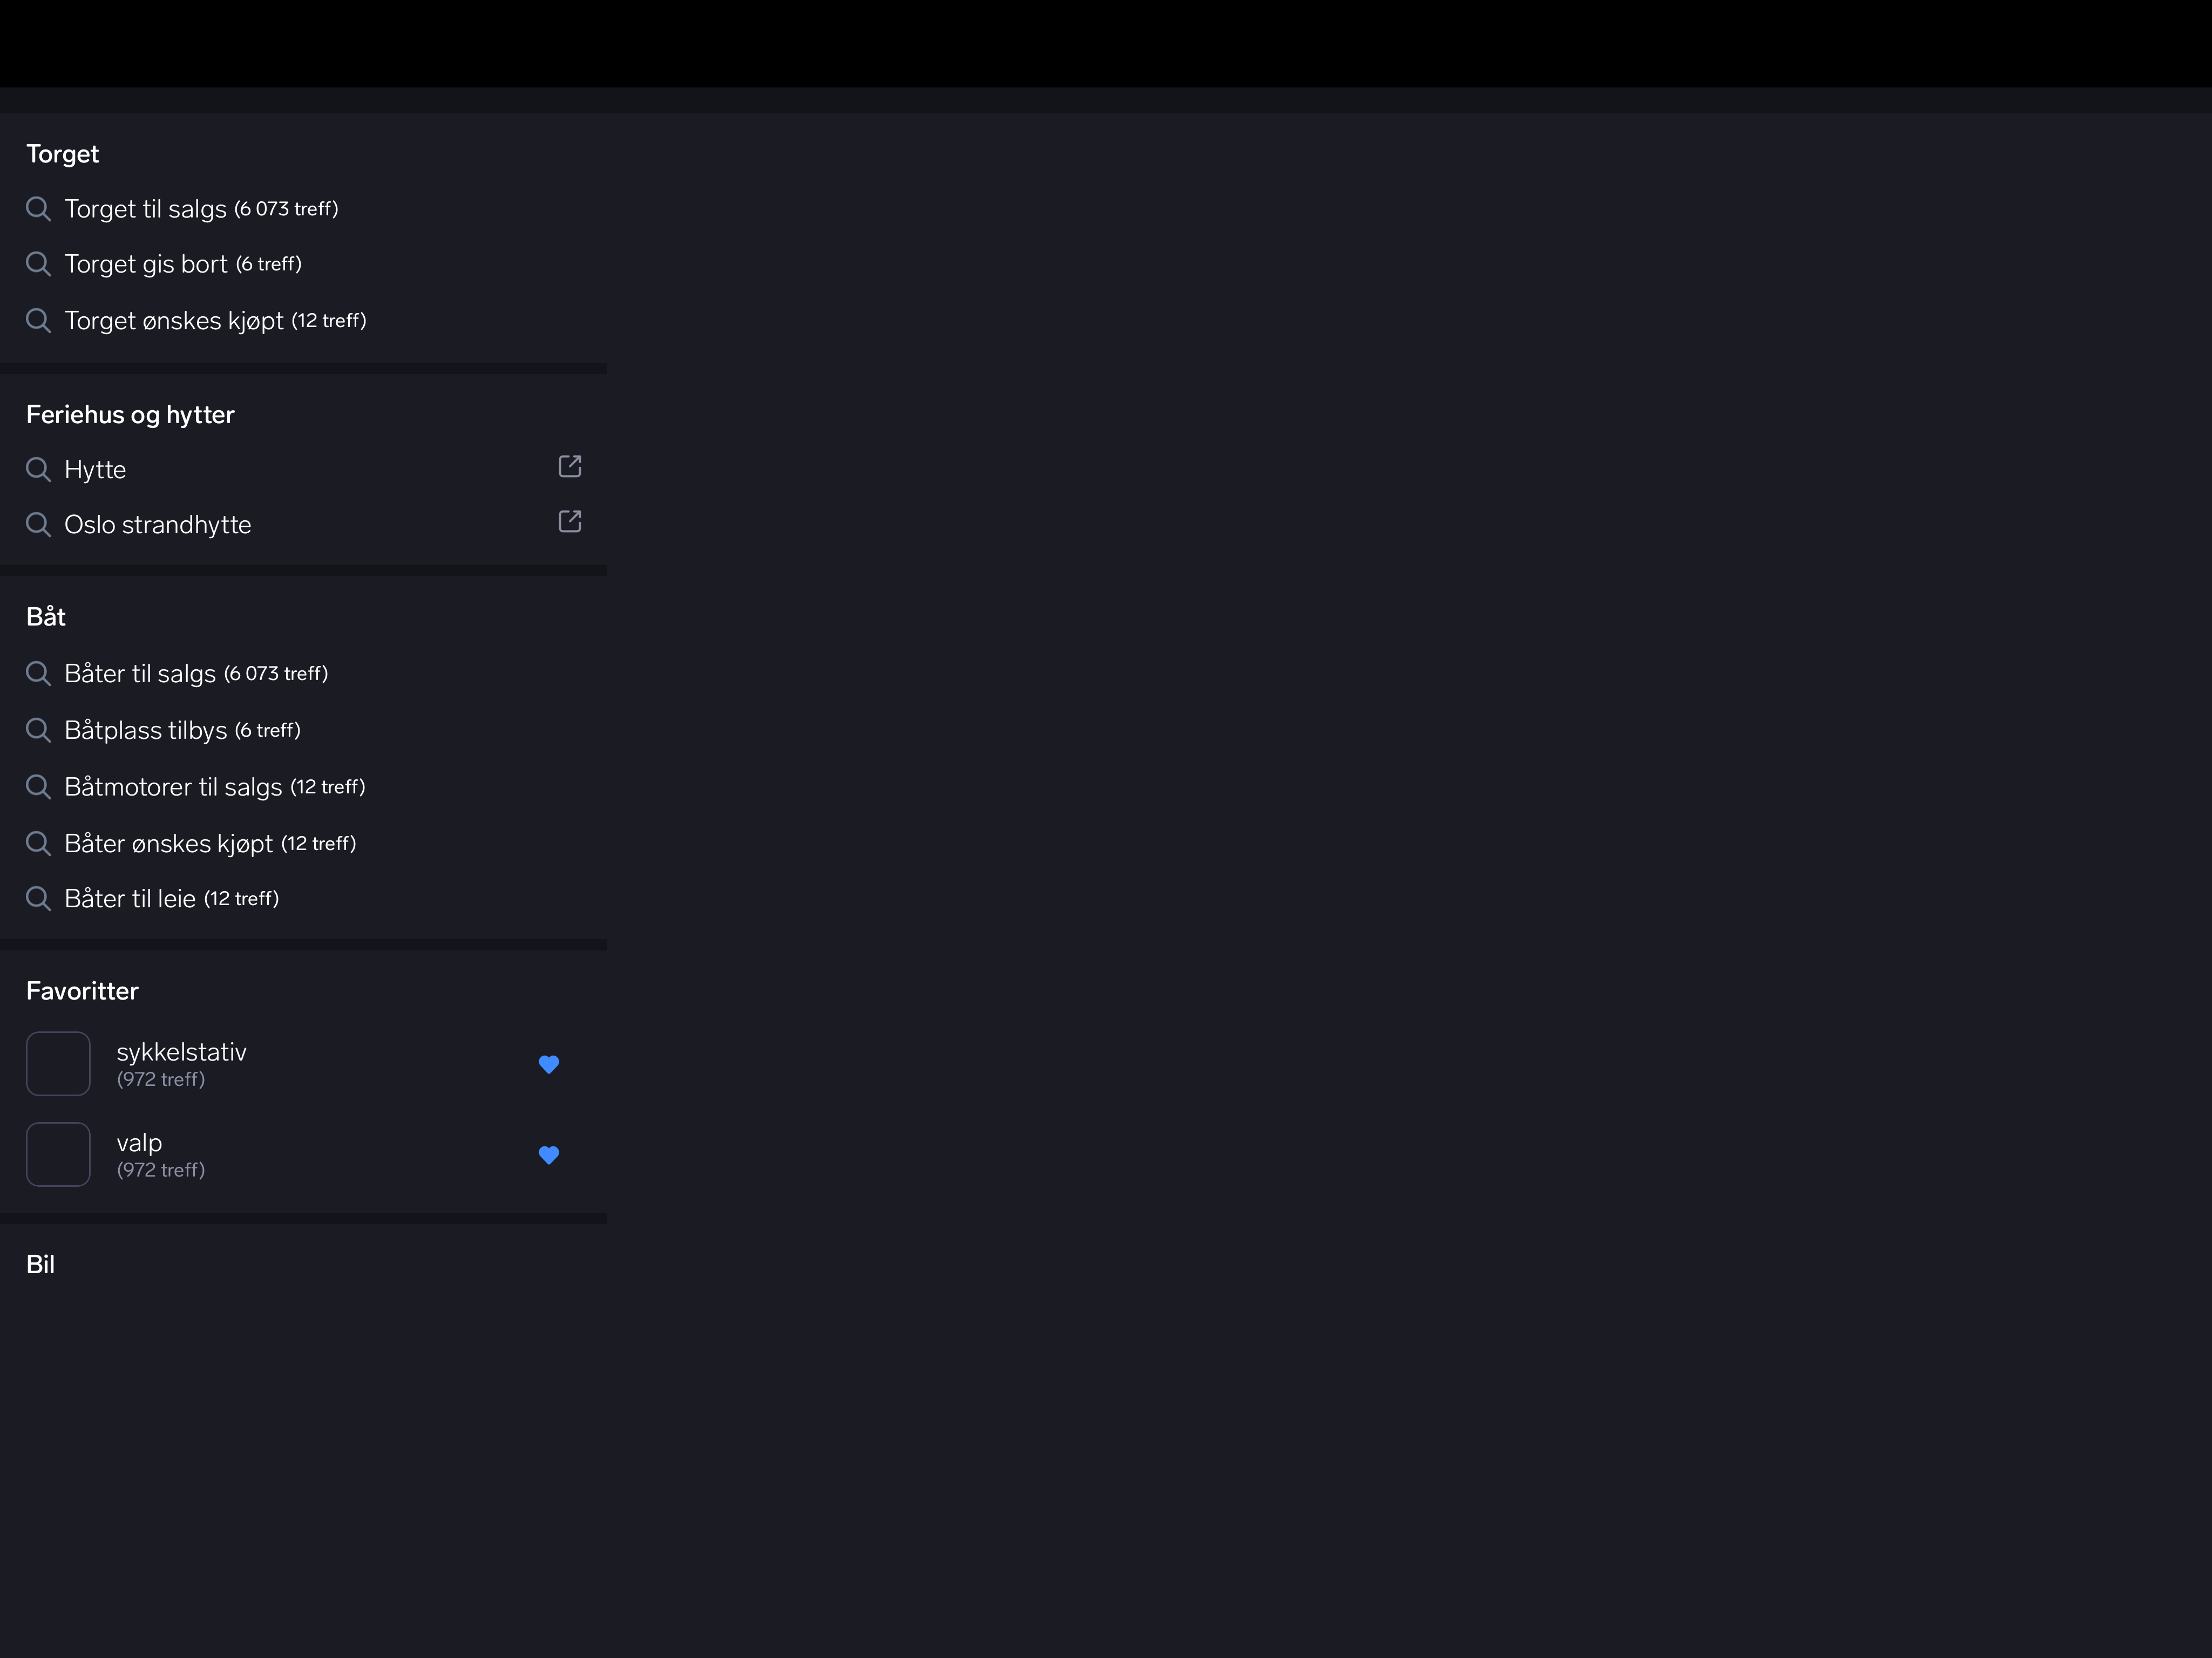 Torget
Torget til salgs (6 073 treff)
Torget gis bort (6 treff)
Torget ønskes kjøpt (12 treff)
Feriehus og hytter
Hytte
Oslo strandhytte
Båt
Båter til salgs (6 073 treff)
Båtplass tilbys (6 treff)
Båtmotorer til salgs (12 treff)
Båter ønskes kjøpt (12 treff)
Båter til leie (12 treff)
Favoritter
sykkelstativ
(972 treff)
valp
(972 treff)
Bil